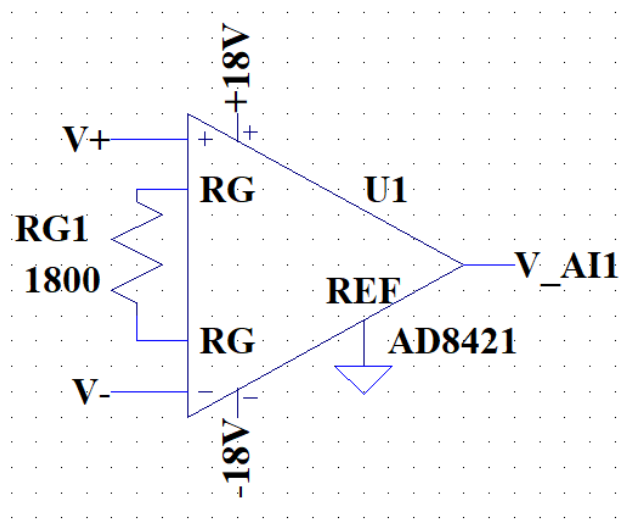 +18V
V+
+
+
RG
U1
RG1
1800
V_AI1
REF
RG
AD8421
V-
−
−
-18V